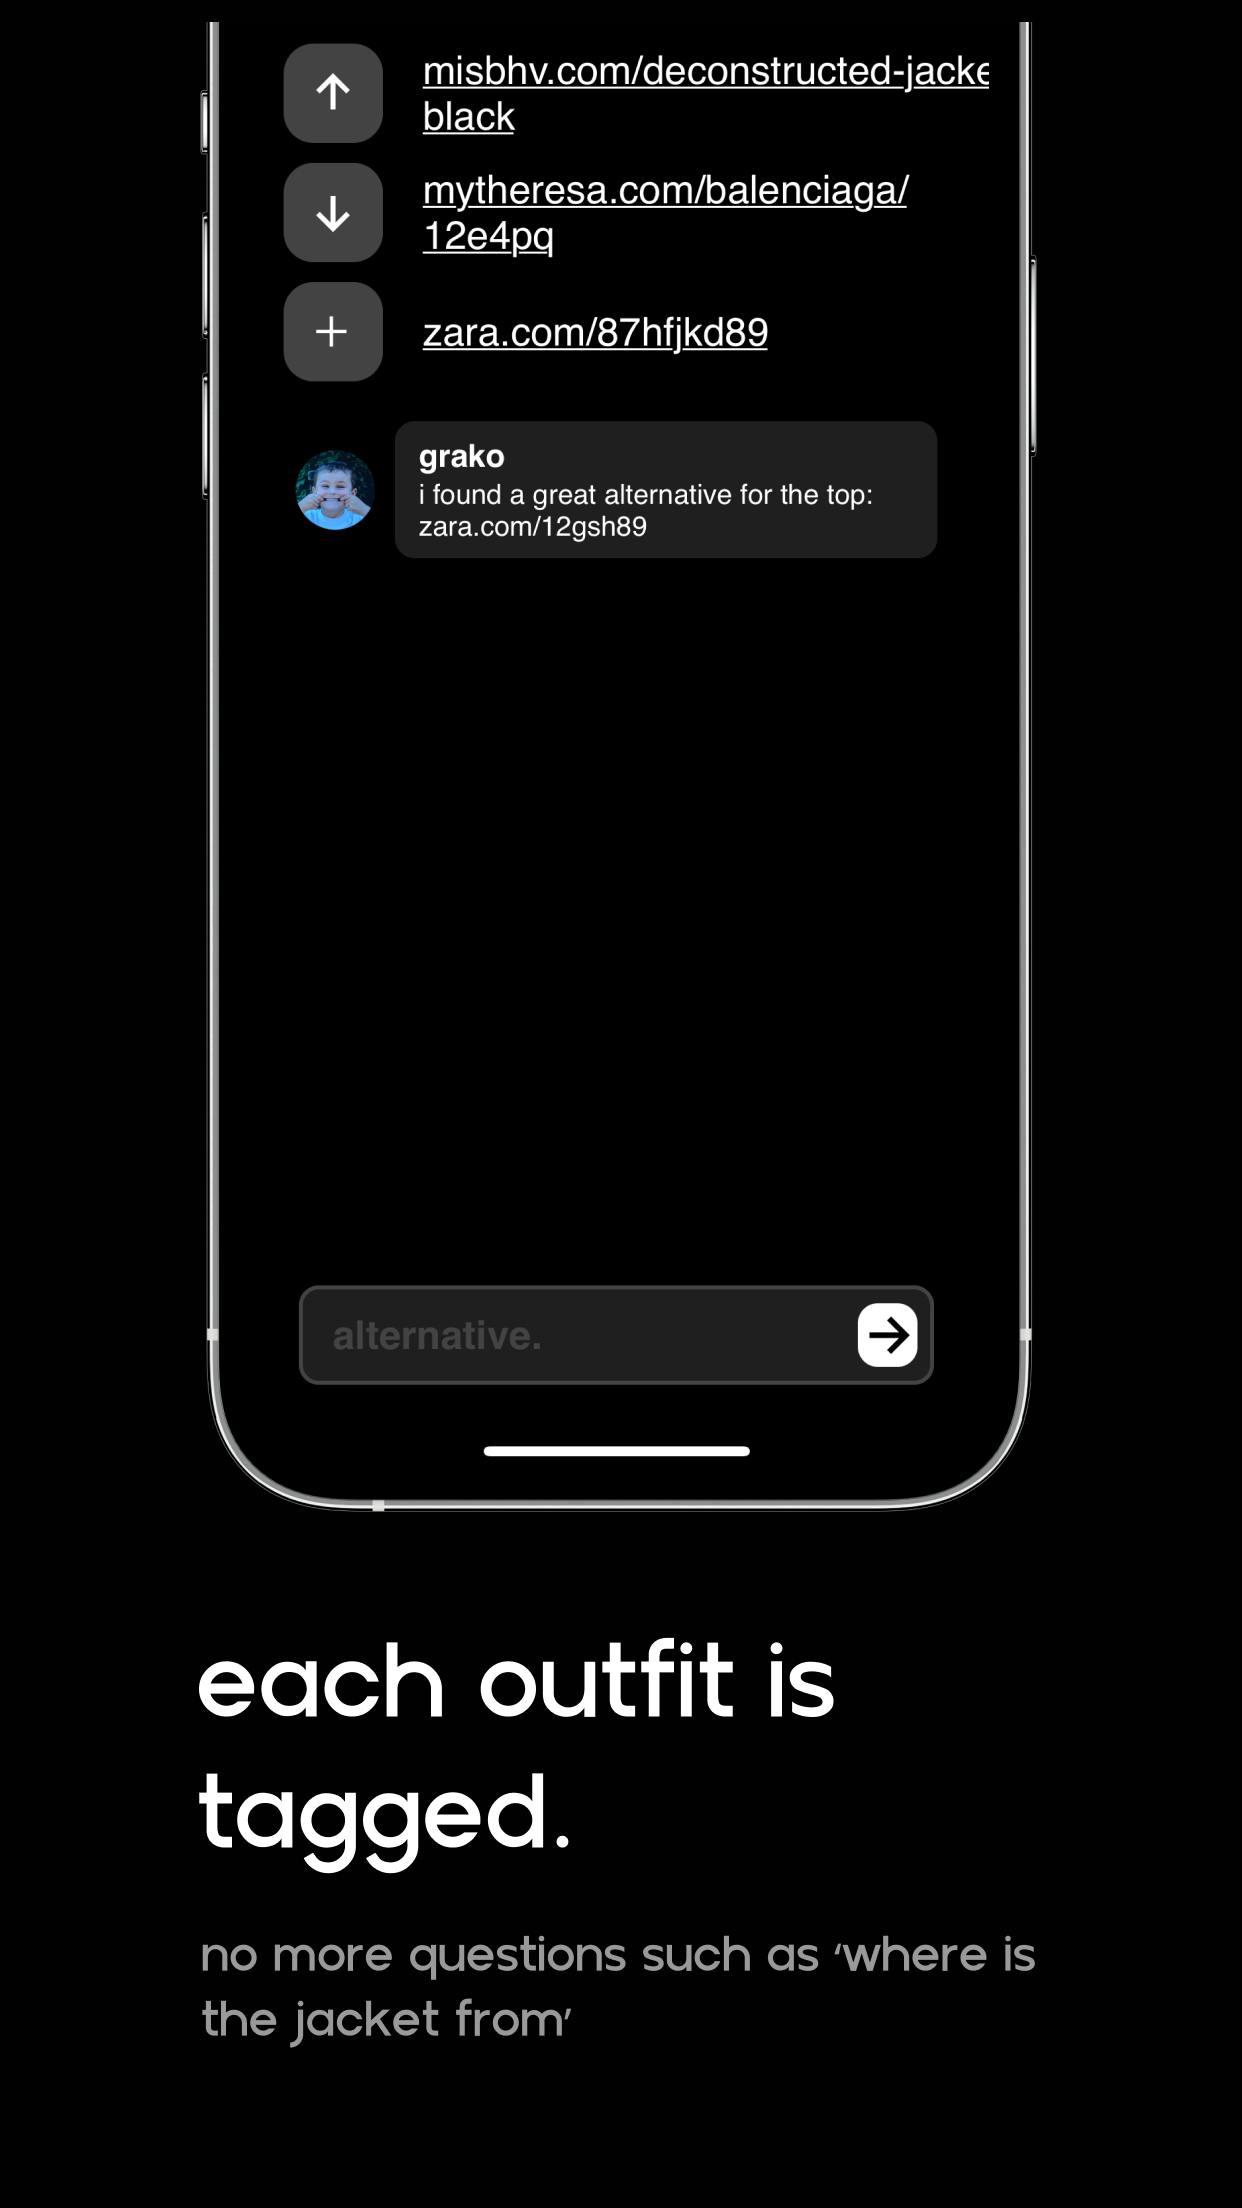 misbhv.com/deconstructed-jacke
black
mytheresa.com/balenciaga/
12e4pq
zara.com/87hfjkd89
grako
i found a great alternative for the top:
zara.com/12gsh89
alternative.
each outfit is
tagged.
no more questions such as ‘where is
the jacket from’